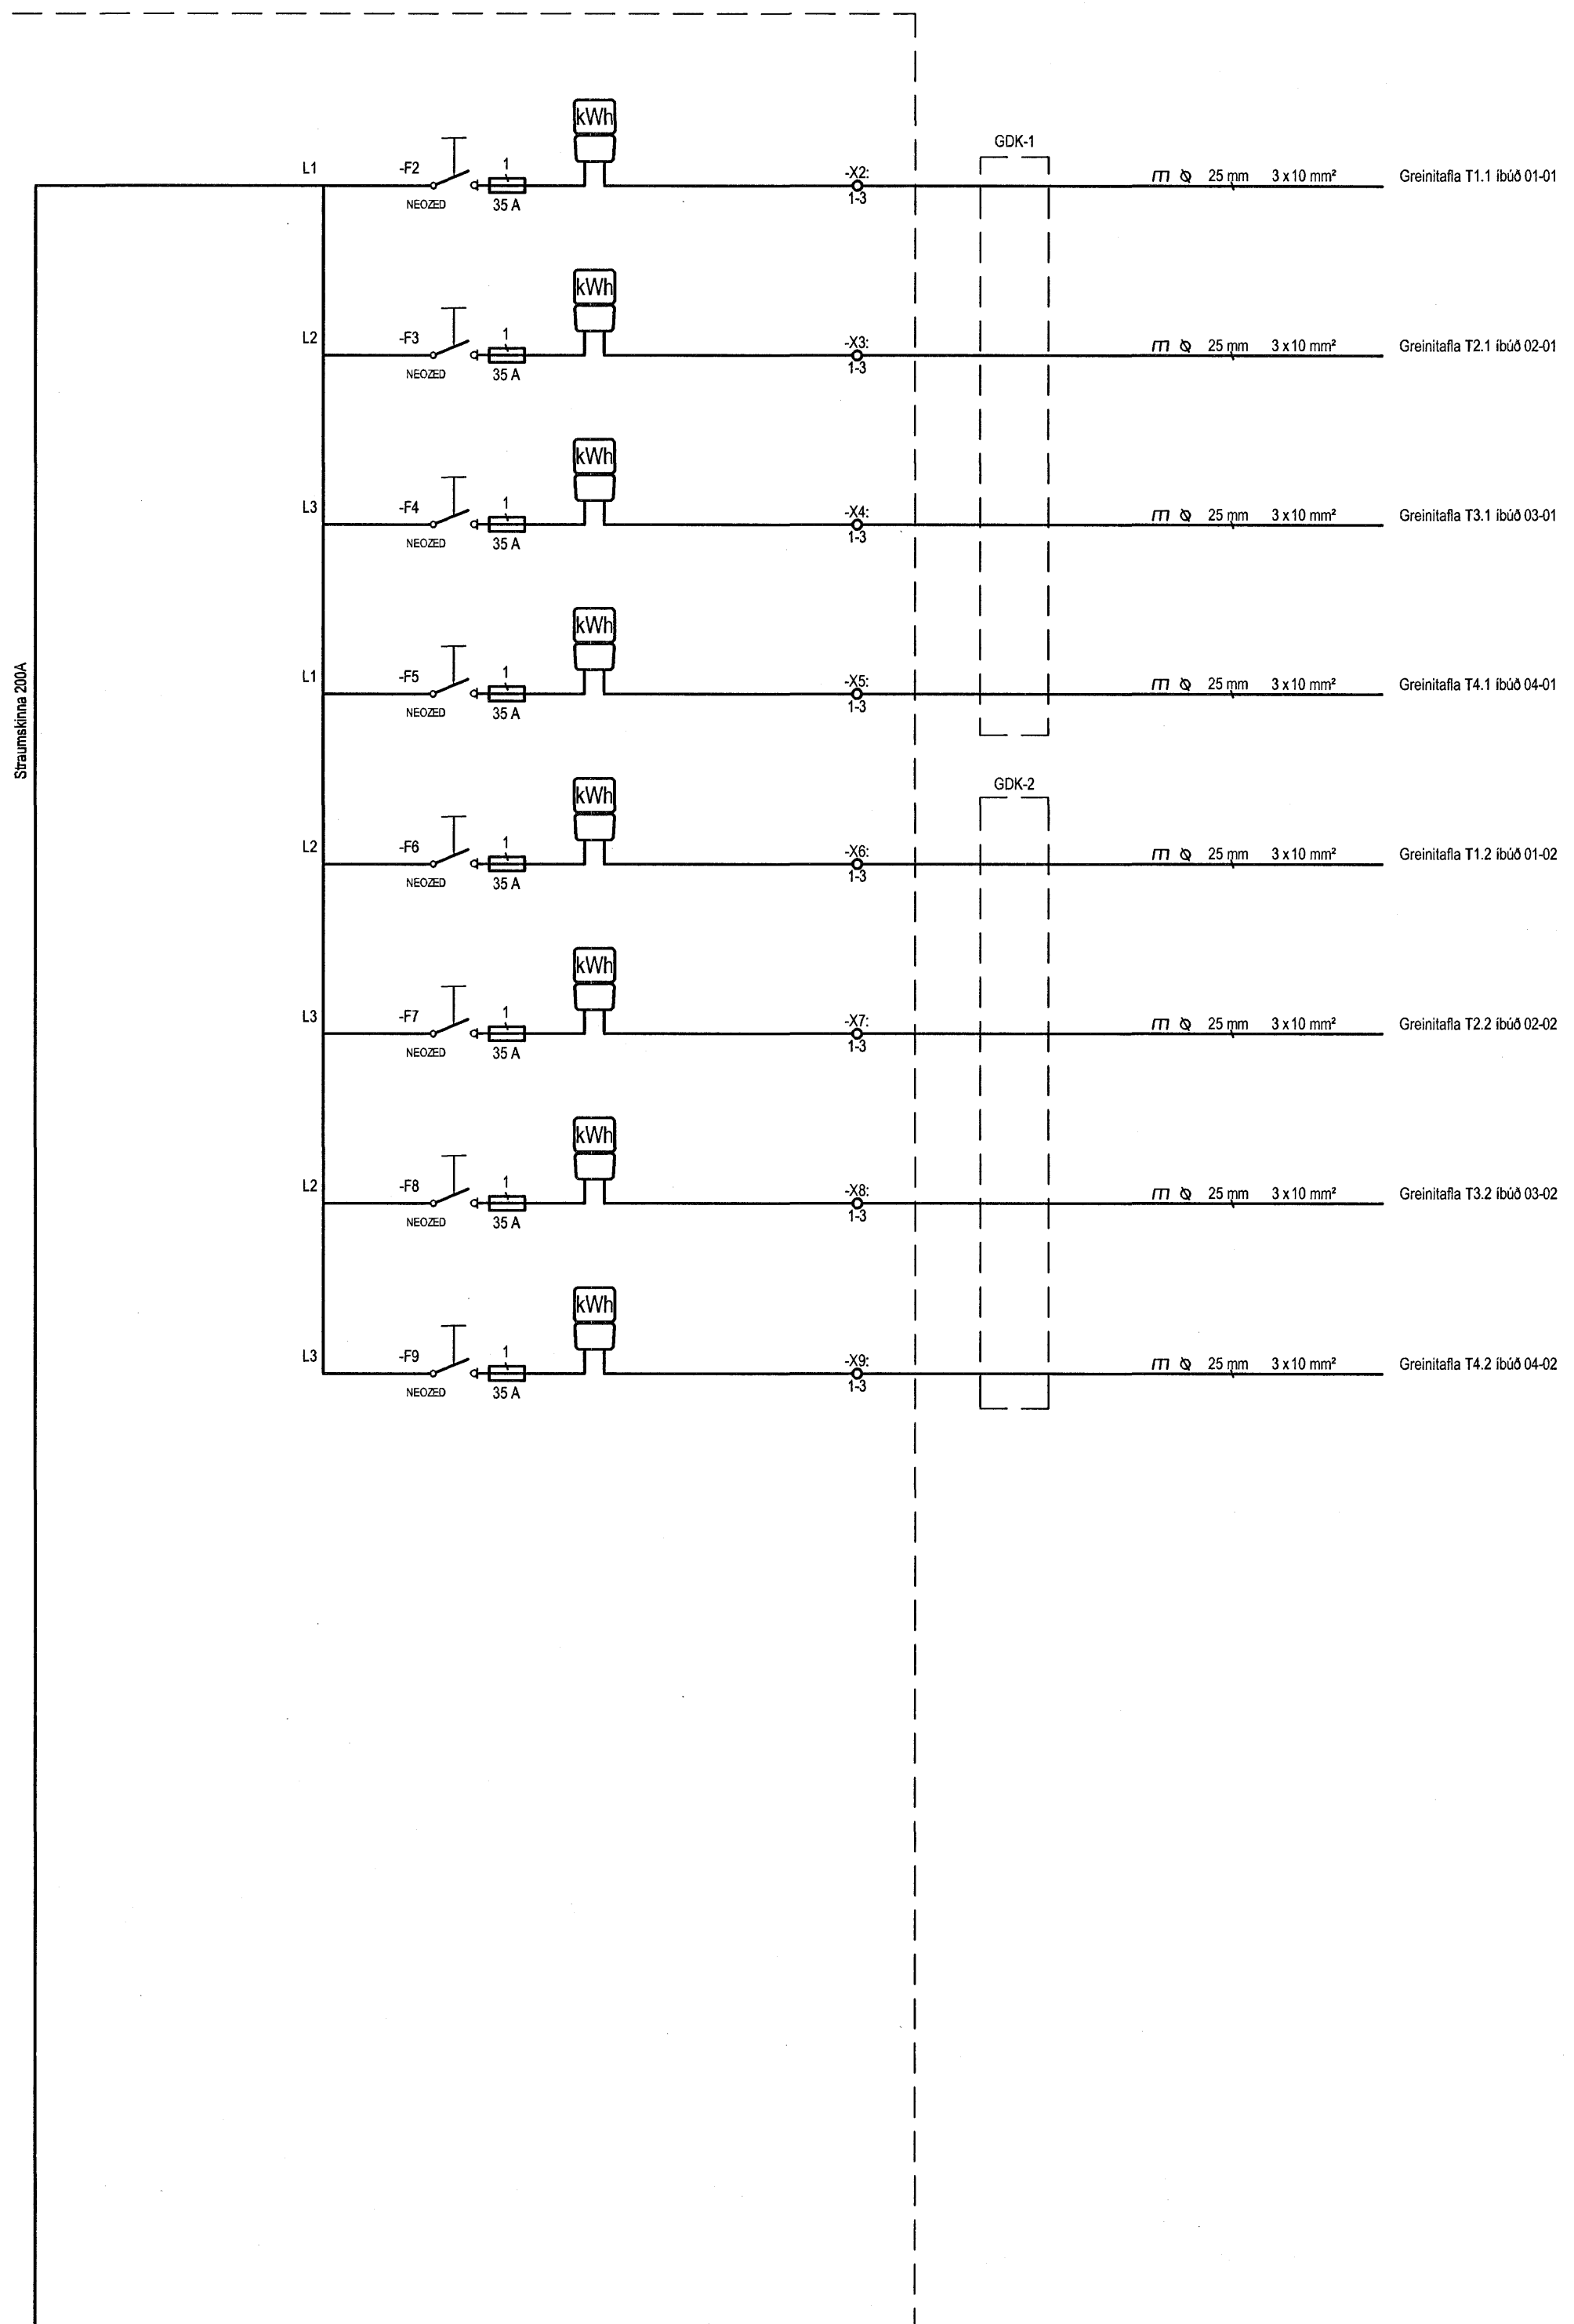 kWh
GDK-1
L1 -F2 1 -X2: 25 mm 3 x 10 mm² Greinitafla T1.1 íbúð 01-01
NEOZED 35 A 1-3
kWh
L2 -F3 1 -X3: 25 mm 3 x 10 mm² Greinitafla T2.1 íbúð 02-01
NEOZED 35 A 1-3
kWh
L3 -F4 1 -X4: 25 mm 3 x 10 mm² Greinitafla T3.1 íbúð 03-01
NEOZED 35 A 1-3
kWh
L1 -F5 1 -X5: 25 mm 3 x 10 mm² Greinitafla T4.1 íbúð 04-01
NEOZED 35 A 1-3
Straumskinna 200A
GDK-2
kWh
L2 -F6 1 -X6: 25 mm 3 x 10 mm² Greinitafla T1.2 íbúð 01-02
NEOZED 35 A 1-3
kWh
L3 -F7 1 -X7: 25 mm 3 x 10 mm² Greinitafla T2.2 íbúð 02-02
NEOZED 35 A 1-3
kWh
L2 -F8 1 -X8: 25 mm 3 x 10 mm² Greinitafla T3.2 íbúð 03-02
NEOZED 35 A 1-3
kWh
L3 -F9 1 -X9: 25 mm 3 x 10 mm² Greinitafla T4.2 íbúð 04-02
NEOZED 35 A 1-3